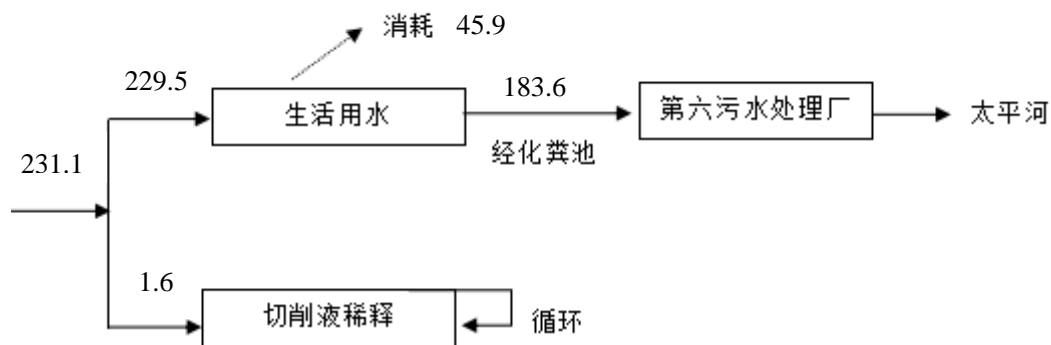 消耗 45.9
229.5
183.6
生活用水
第六污水处理厂
太平河
经化粪池
231.1
1.6
切削液稀释
循环